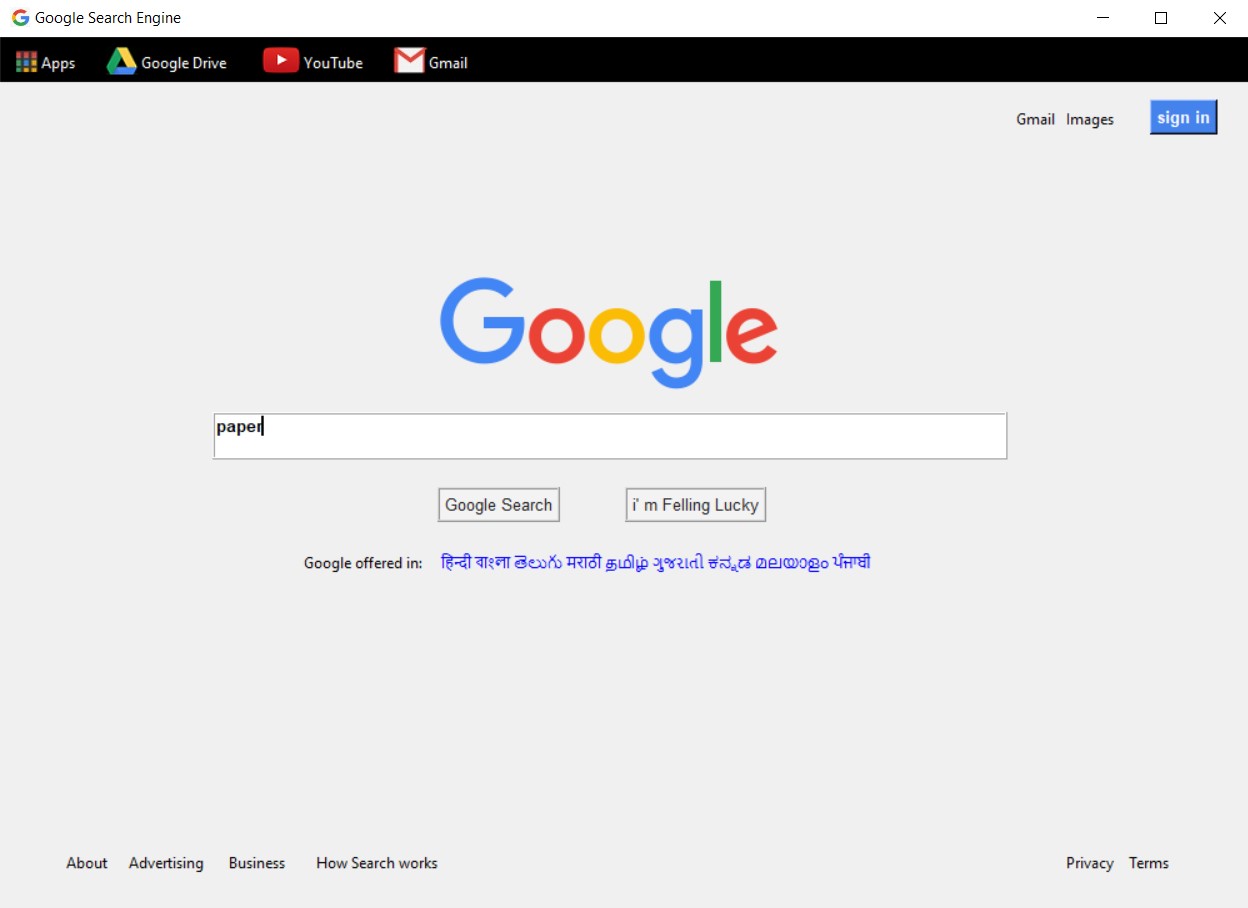 Google Search Engine
Apps Google Drive YouTube Gmail
Gmail Images sign in
Google
paper
Google Search i' m Felling Lucky
Google offered in: हिन्दी বাংলা తెలుగు मराठी தமிழ் ગુજરાતી ಕನ್ನಡ മലയാളം ਪੰਜਾਬੀ
About Advertising Business How Search works Privacy Terms